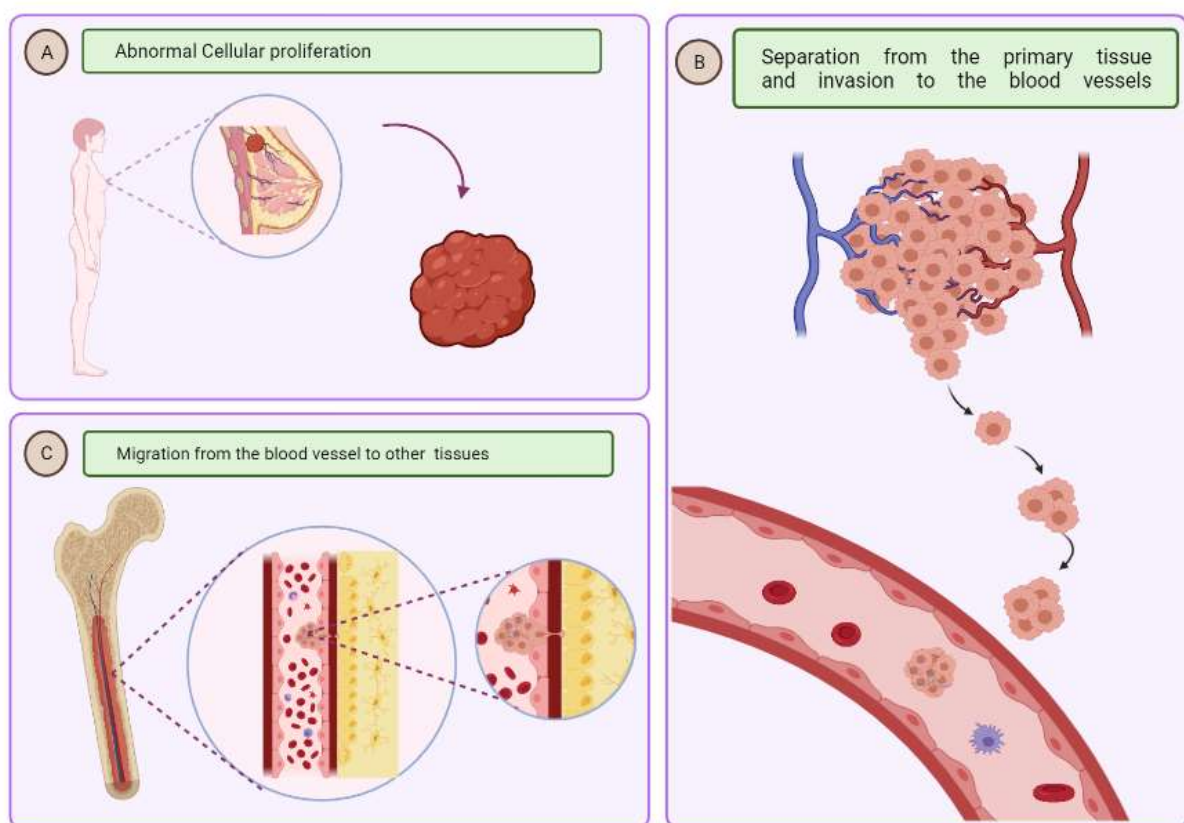 A
Abnormal Cellular proliferation
B
Separation from the primary tissue
and invasion to the blood vessels
C
Migration from the blood vessel to other tissues